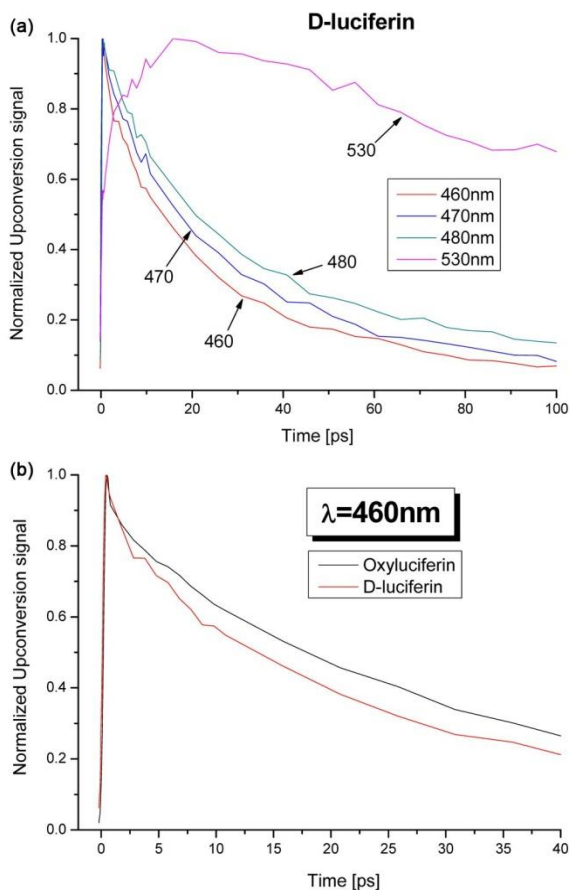 (a)
D-luciferin
Normalized Upconversion signal
1.0
0.8
0.6
0.4
0.2
0.0
530
470
480
460
460nm
470nm
480nm
530nm
0
20
40
60
80
100
Time [ps]
(b)
Normalized Upconversion signal
1.0
0.8
0.6
0.4
0.2
0.0
λ=460nm
Oxyluciferin
D-luciferin
0
5
10
15
20
25
30
35
40
Time [ps]